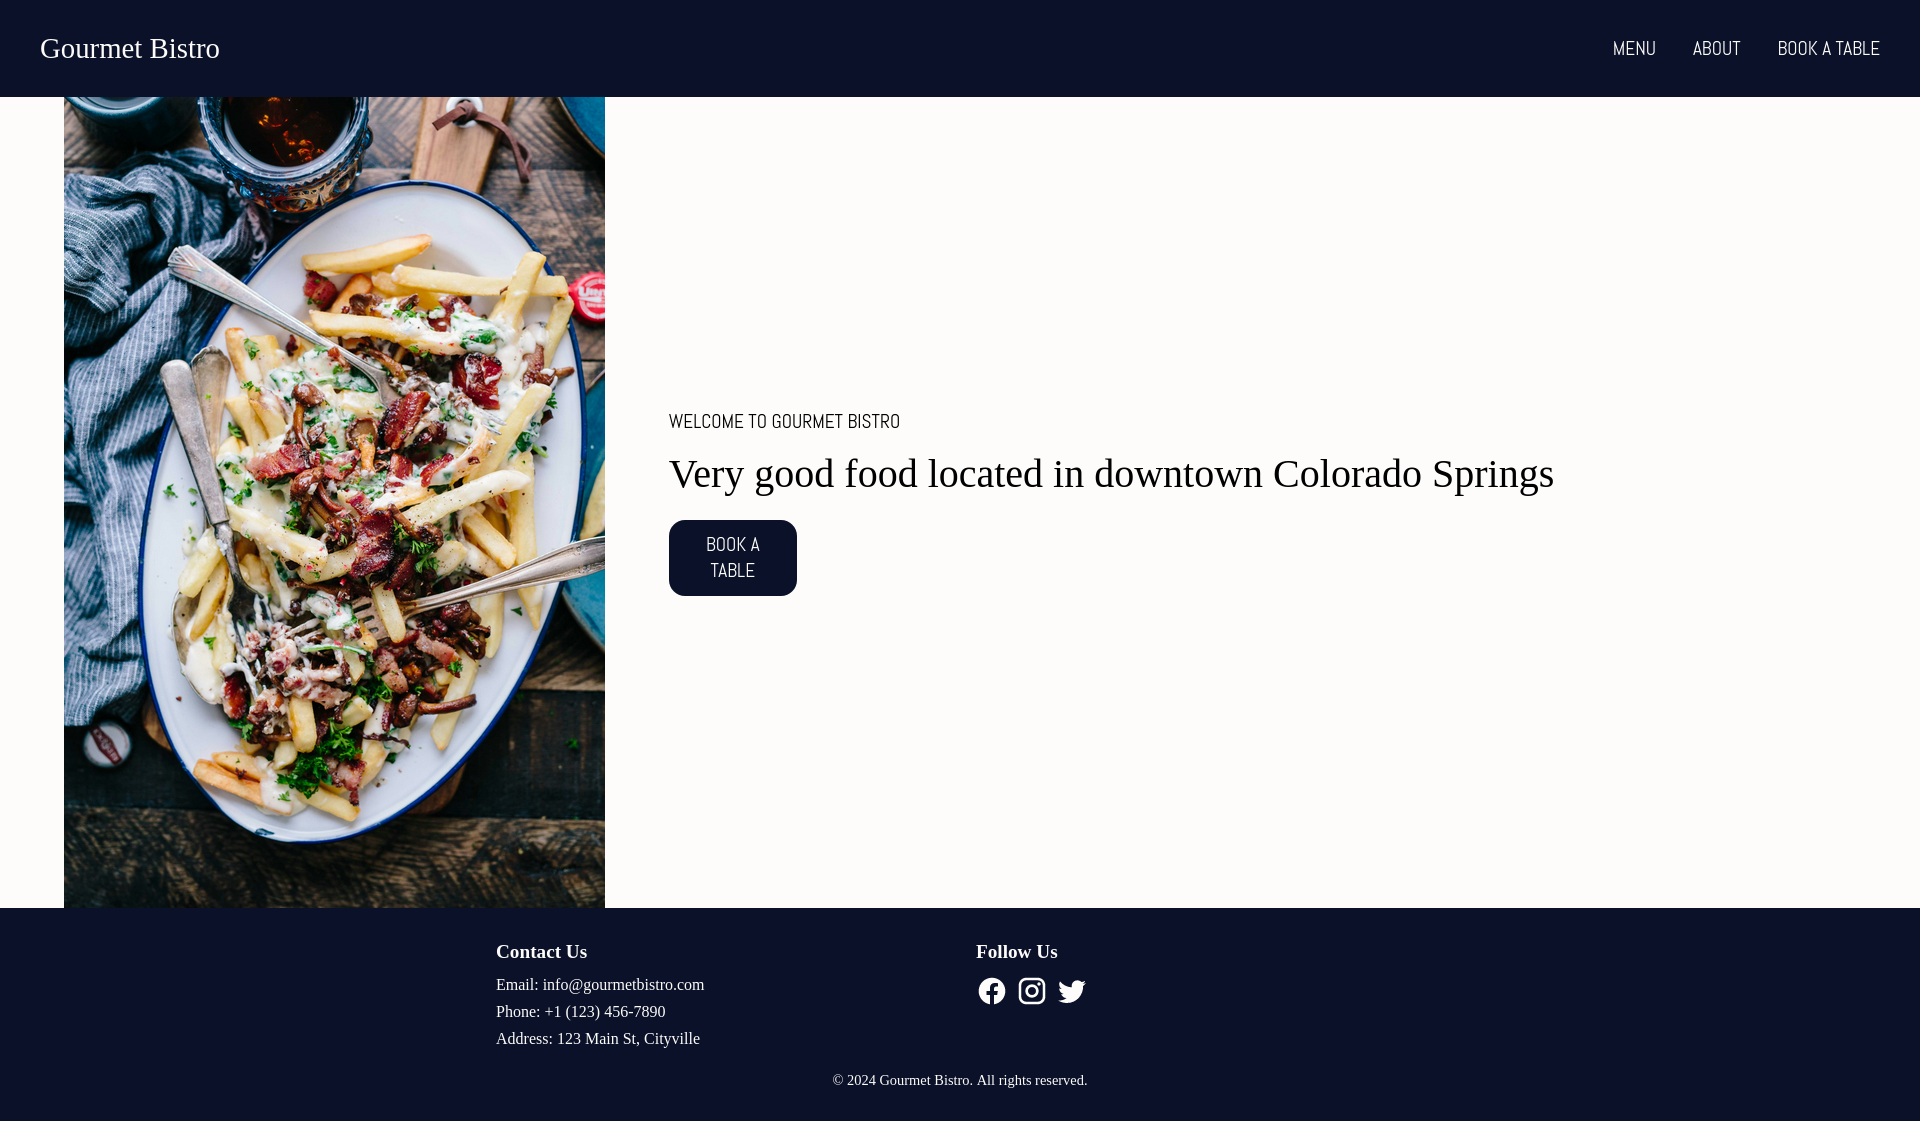 Gourmet Bistro
MENU
ABOUT
BOOK A TABLE
WELCOME TO GOURMET BISTRO
Very good food located in downtown Colorado Springs
BOOK A
TABLE
Contact Us
Email: info@gourmetbistro.com
Phone: +1 (123) 456-7890
Address: 123 Main St, Cityville
Follow Us
© 2024 Gourmet Bistro. All rights reserved.